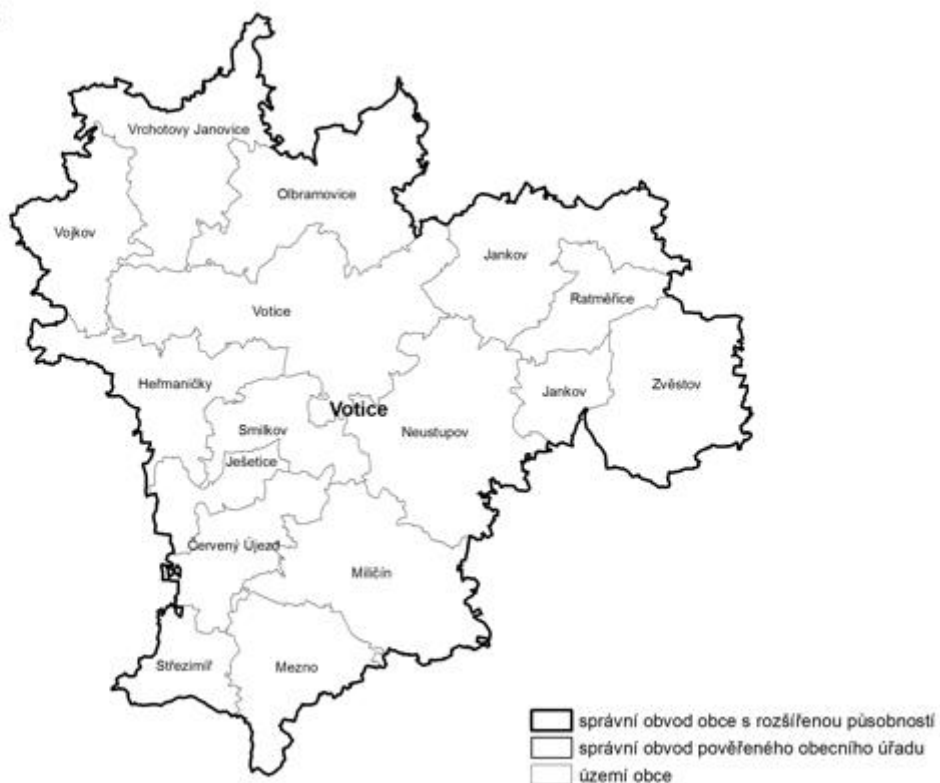 Vrchotovy Janovice
Olbramovice
Vojkov
Jankov
Ratměřice
Votice
Heřmaničky
Jankov
Zvěstov
Votice
Smilkov
Neustupov
Ješetice
Červený Újezd
Miličín
Střezimíř
Mezno
správní obvod obce s rozšířenou působností
správní obvod pověřeného obecního úřadu
území obce